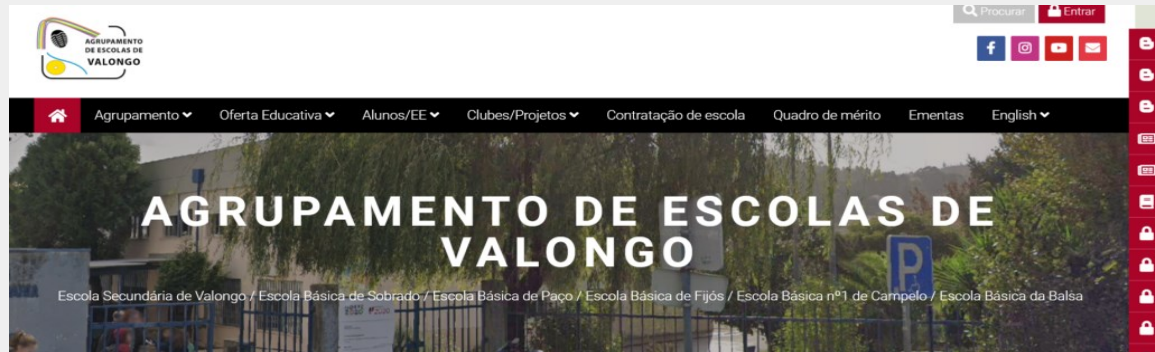 Procurar
Entrar
AGRUPAMENTO
DE ESCOLAS DE
VALONGO
Agrupamento
Oferta Educativa
Alunos/EE
Clubes/Projetos
Contratação de escola
Quadro de mérito
Ementas
English
AGRUPAMENTO DE ESCOLAS DE
VALONGO
Escola Secundária de Valongo / Escola Básica de Sobrado / Escola Básica de Paço / Escola Básica de Fijós / Escola Básica nº1 de Campelo / Escola Básica da Balsa
P